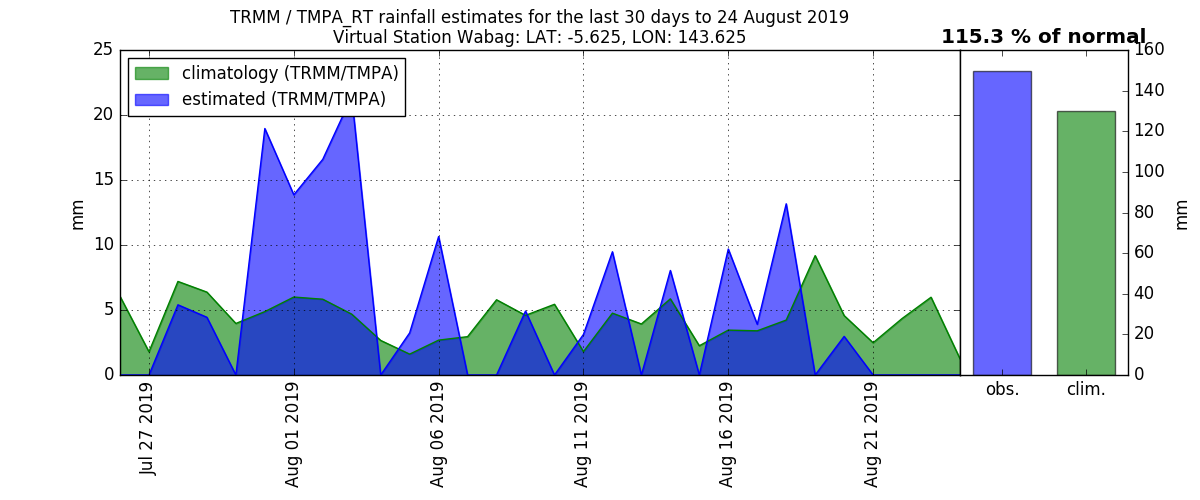 TRMM / TMPA_RT rainfall estimates for the last 30 days to 24 August 2019
Virtual Station Wabag: LAT: -5.625, LON: 143.625
115.3 % of normal
climatology (TRMM/TMPA)
estimated (TRMM/TMPA)
25
20
15
10
5
0
mm
Jul 27 2019
Aug 01 2019
Aug 06 2019
Aug 11 2019
Aug 16 2019
Aug 21 2019
160
140
120
100
80
60
40
20
0
mm
obs.
clim.